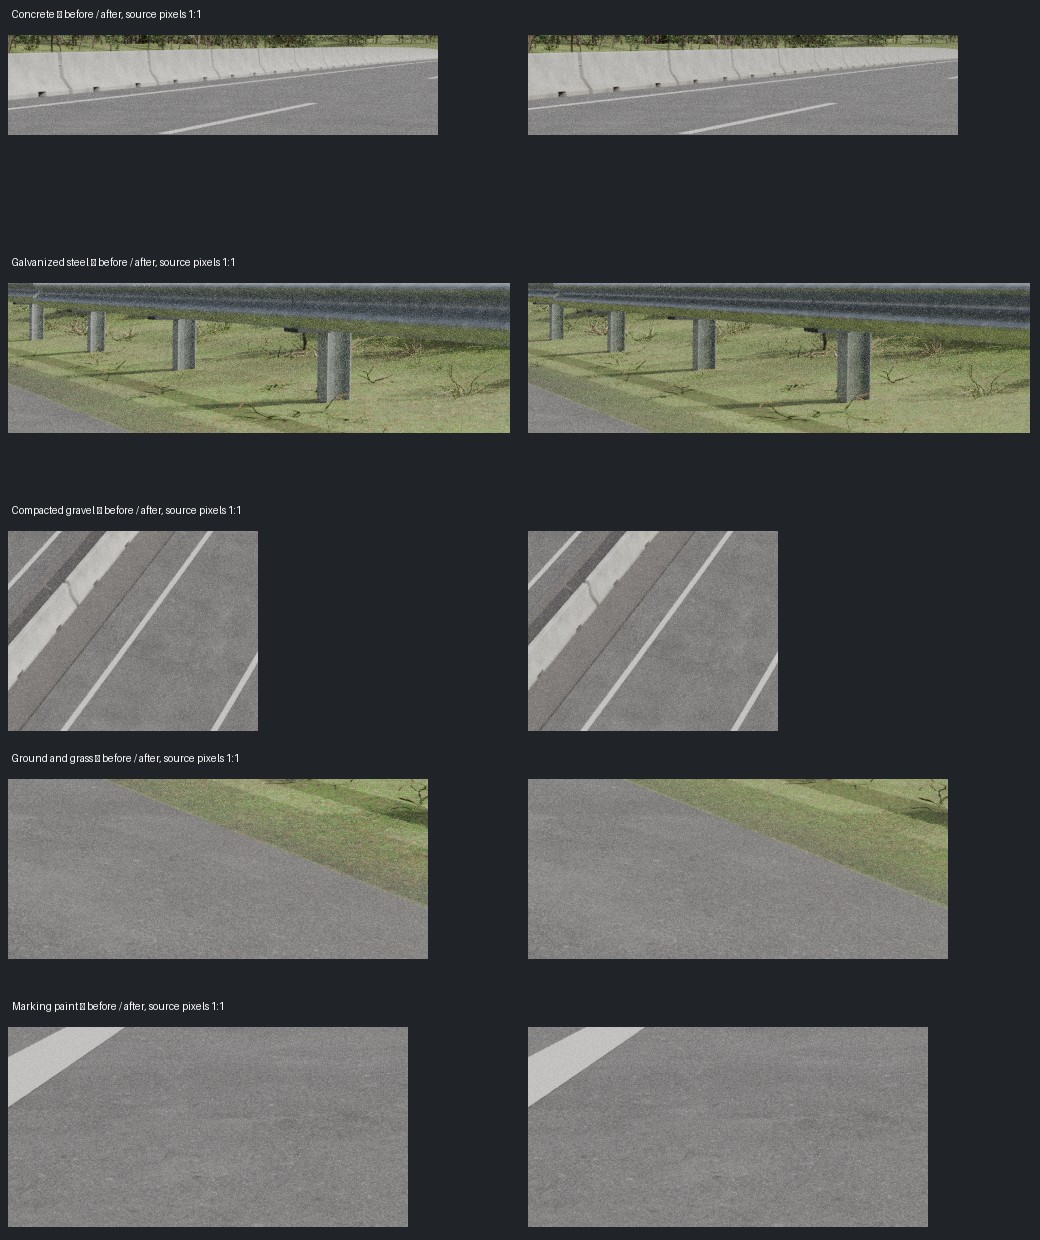 Concrete ▯ before / after, source pixels 1:1
Galvanized steel ▯ before / after, source pixels 1:1
Compacted gravel ▯ before / after, source pixels 1:1
Ground and grass ▯ before / after, source pixels 1:1
Marking paint ▯ before / after, source pixels 1:1